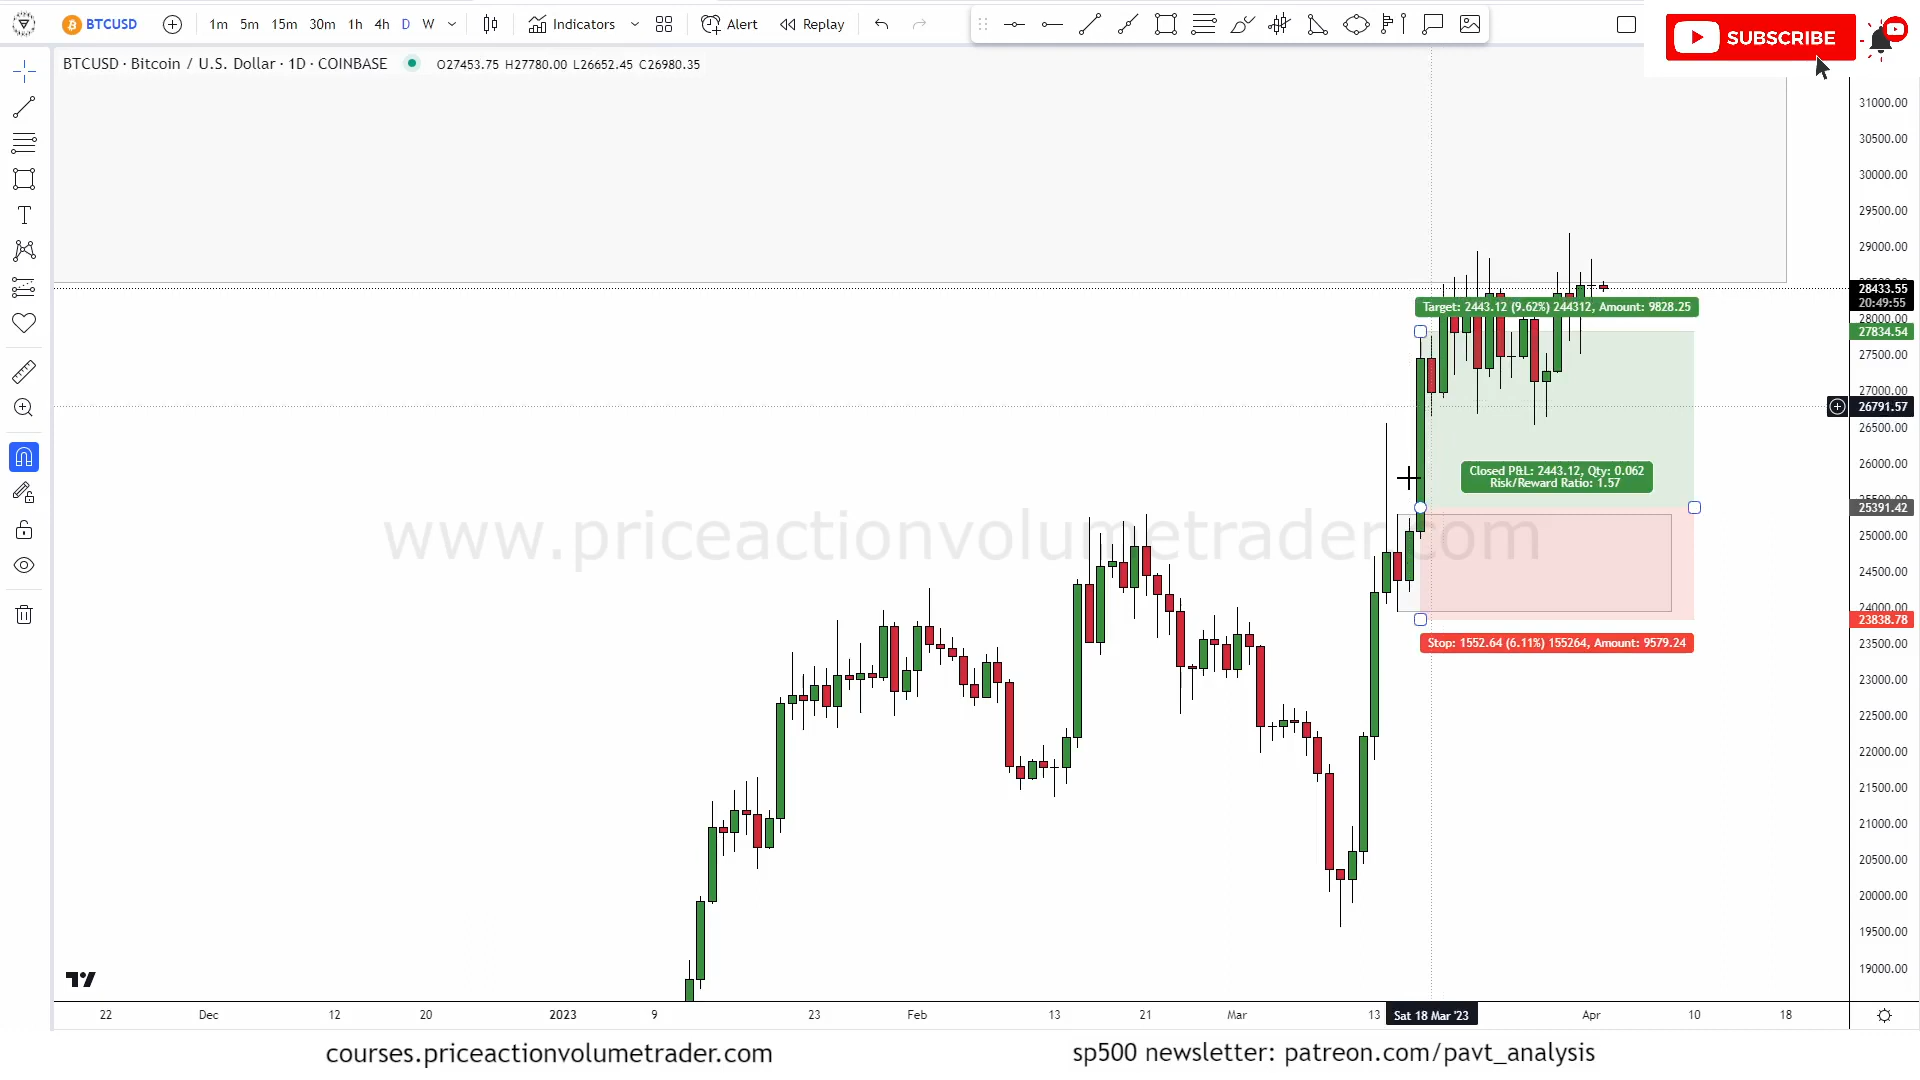 BTCUSD 1m 5m 15m 30m 1h 4h D W Indicators Alert Replay SUBSCRIBE
BTCUSD · Bitcoin / U.S. Dollar · 1D · COINBASE O27453.75 H27780.00 L26652.45 C26980.35
31000.00
30500.00
30000.00
29500.00
29000.00
28433.55
20:49:55
28000.00
Target: 2443.12 (9.62%) 244312, Amount: 9828.25
27834.54
27500.00
27000.00
26791.57
26500.00
26000.00
Closed P&L: 2443.12, Qty: 0.062
Risk/Reward Ratio: 1.57
25391.42
www.priceactionvolumetrader.com
25000.00
24500.00
24000.00
23838.78
Stop: 1552.64 (6.11%) 155264, Amount: 9579.24
23500.00
23000.00
22500.00
22000.00
21500.00
21000.00
20500.00
20000.00
19500.00
19000.00
22 Dec 12 20 2023 9 23 Feb 13 21 Mar 13 Sat 18 Mar '23 Apr 10 18
courses.priceactionvolumetrader.com
sp500 newsletter: patreon.com/pavt_analysis